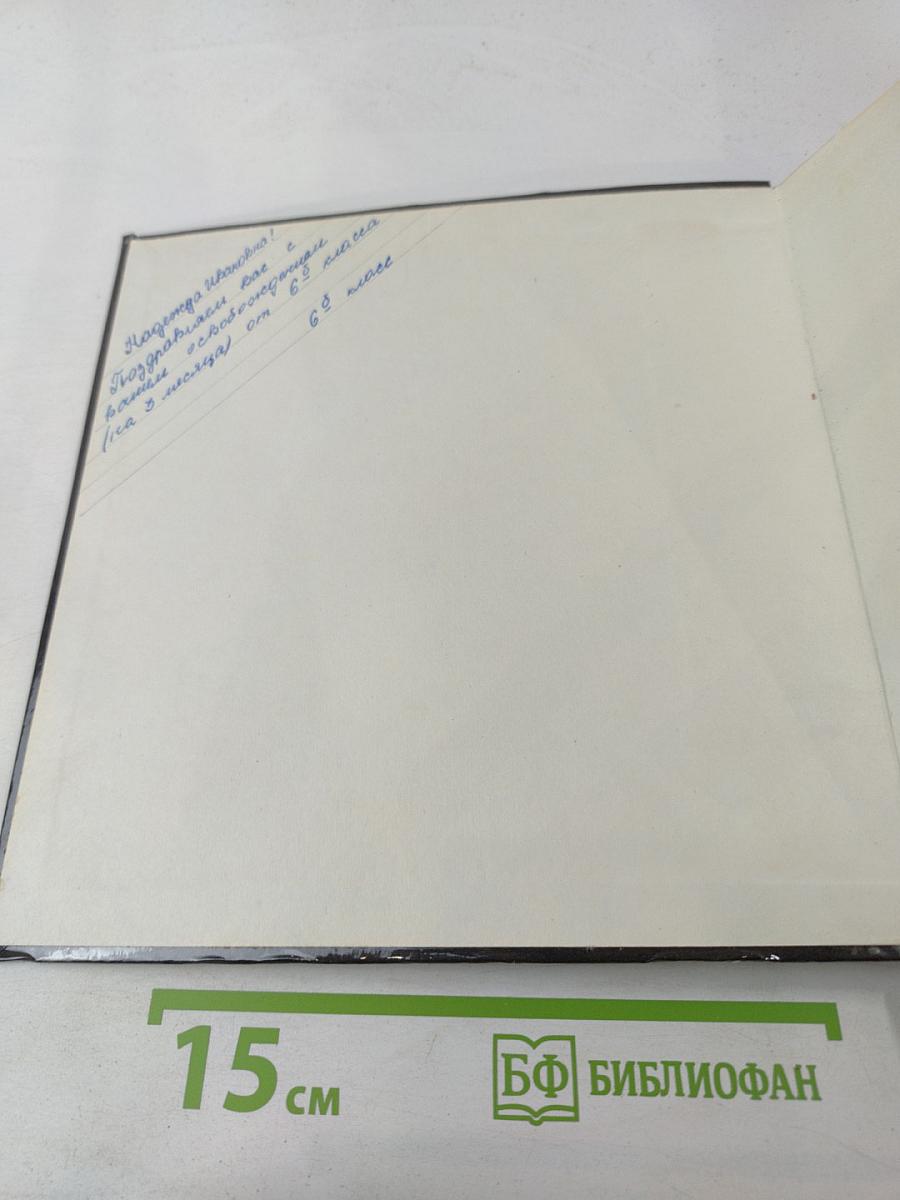 Надежда Ивановна!
Поздравляем вас с
вашим освобождением
(на 3 месяца) от 6б класса
6б класс
15 см
БФ БИБЛИОФАН